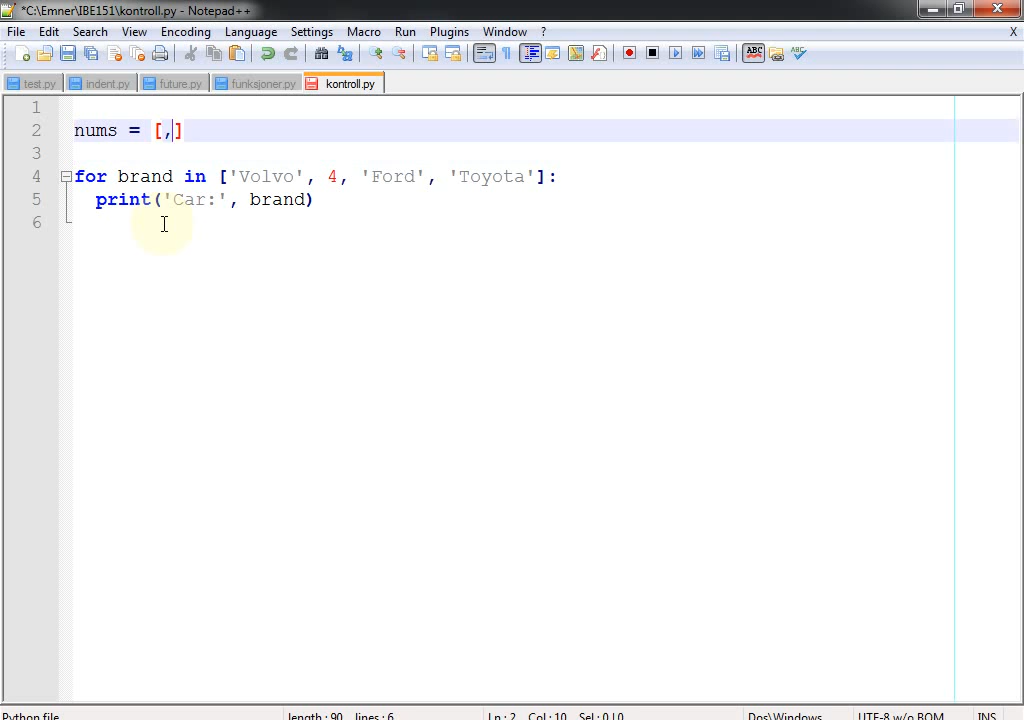 *C:\Emner\IBE151\kontroll.py - Notepad++
File Edit Search View Encoding Language Settings Macro Run Plugins Window ? X
test.py indent.py future.py funksjoner.py kontroll.py
1
2 nums = [,]
3
4 for brand in ['Volvo', 4, 'Ford', 'Toyota']:
5 print('Car:', brand)
6
Python file length : 90 lines : 6 Ln : 2 Col : 10 Sel : 0 | 0 Dos\Windows UTF-8 w/o BOM INS